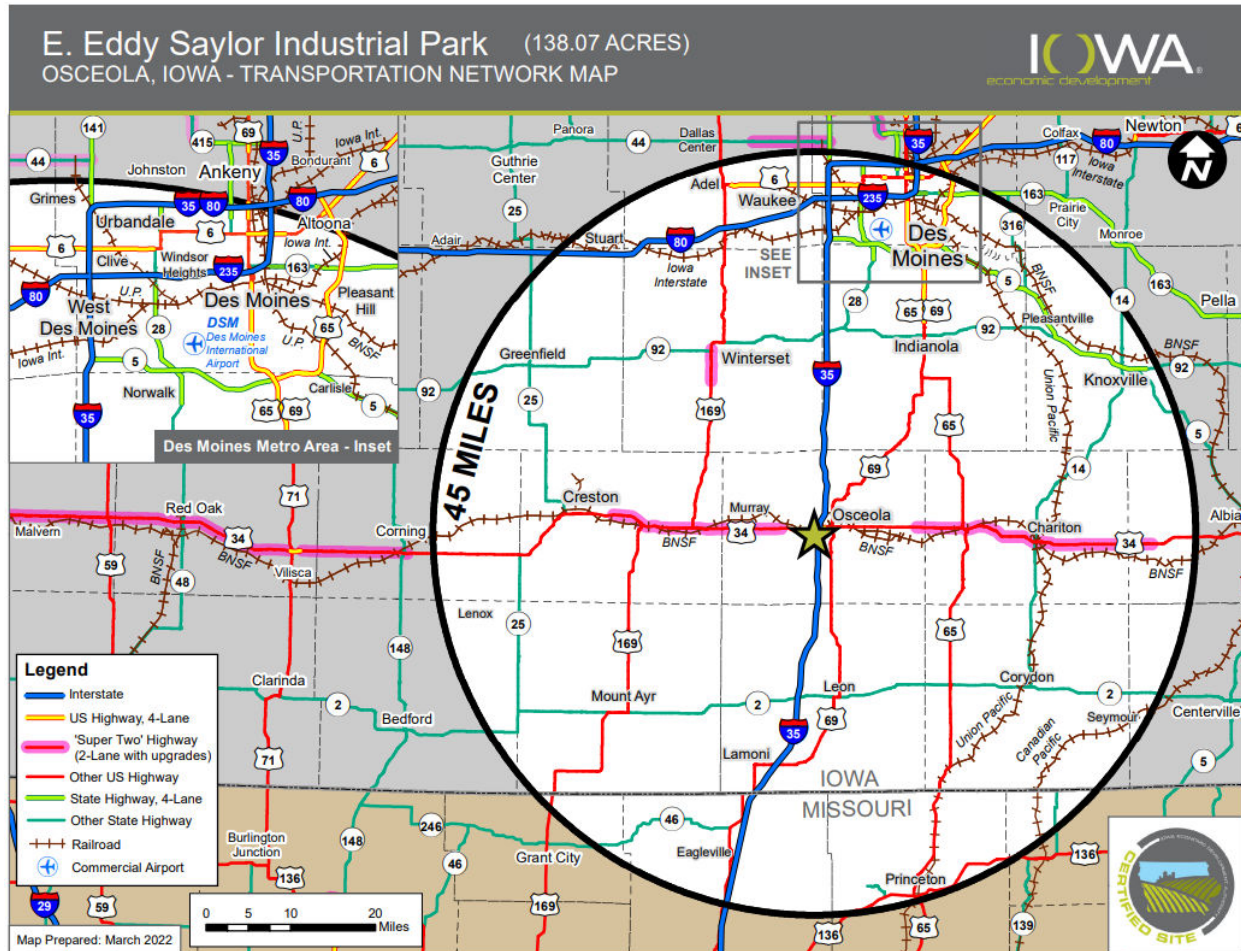 E. Eddy Saylor Industrial Park (138.07 ACRES)
OSCEOLA, IOWA - TRANSPORTATION NETWORK MAP
IOWA®
economic development
141
415
69
35
U.P.
Iowa Int.
Bondurant
6
44
Johnston
Ankeny
80
Grimes
35
80
80
Urbandale
Altoona
6
6
Iowa Int.
Clive
Windsor
Heights
235
163
80
U.P.
West
Des Moines
Des Moines
Pleasant
Hill
28
DSM
Des Moines
International
Airport
65
U.P.
BNSF
Iowa Int.
5
Norwalk
Carlisle
35
65
69
5
Des Moines Metro Area - Inset
Panora
44
Dallas
Center
35
Colfax
80
Newton
6
N
Guthrie
Center
117
Iowa
Interstate
Adel
6
Waukee
235
163
Prairie
City
25
316
Adair
Stuart
80
Des
Moines
Monroe
SEE
INSET
Iowa
Interstate
5
BNSF
163
28
14
Pella
65
69
Pleasantville
Greenfield
92
Winterset
Indianola
92
BNSF
92
25
35
Knoxville
92
45 MILES
169
65
Union Pacific
5
71
69
14
Red Oak
Creston
Murray
Osceola
Albia
Malvern
34
Corning
BNSF
34
BNSF
Chariton
34
BNSF
BNSF
59
BNSF
Vilisca
48
Lenox
25
148
169
65
Clarinda
Mount Ayr
Leon
Corydon
2
2
69
2
Bedford
Seymour
Centerville
35
Union Pacific
Canadian
Pacific
71
Lamoni
5
IOWA
MISSOURI
148
246
46
46
Eagleville
Burlington
Junction
Grant City
136
136
Princeton
29
59
169
136
65
139
Legend
Interstate
US Highway, 4-Lane
'Super Two' Highway
(2-Lane with upgrades)
Other US Highway
State Highway, 4-Lane
Other State Highway
Railroad
Commercial Airport
0 5 10 20
Miles
Map Prepared: March 2022
CERTIFIED SITE